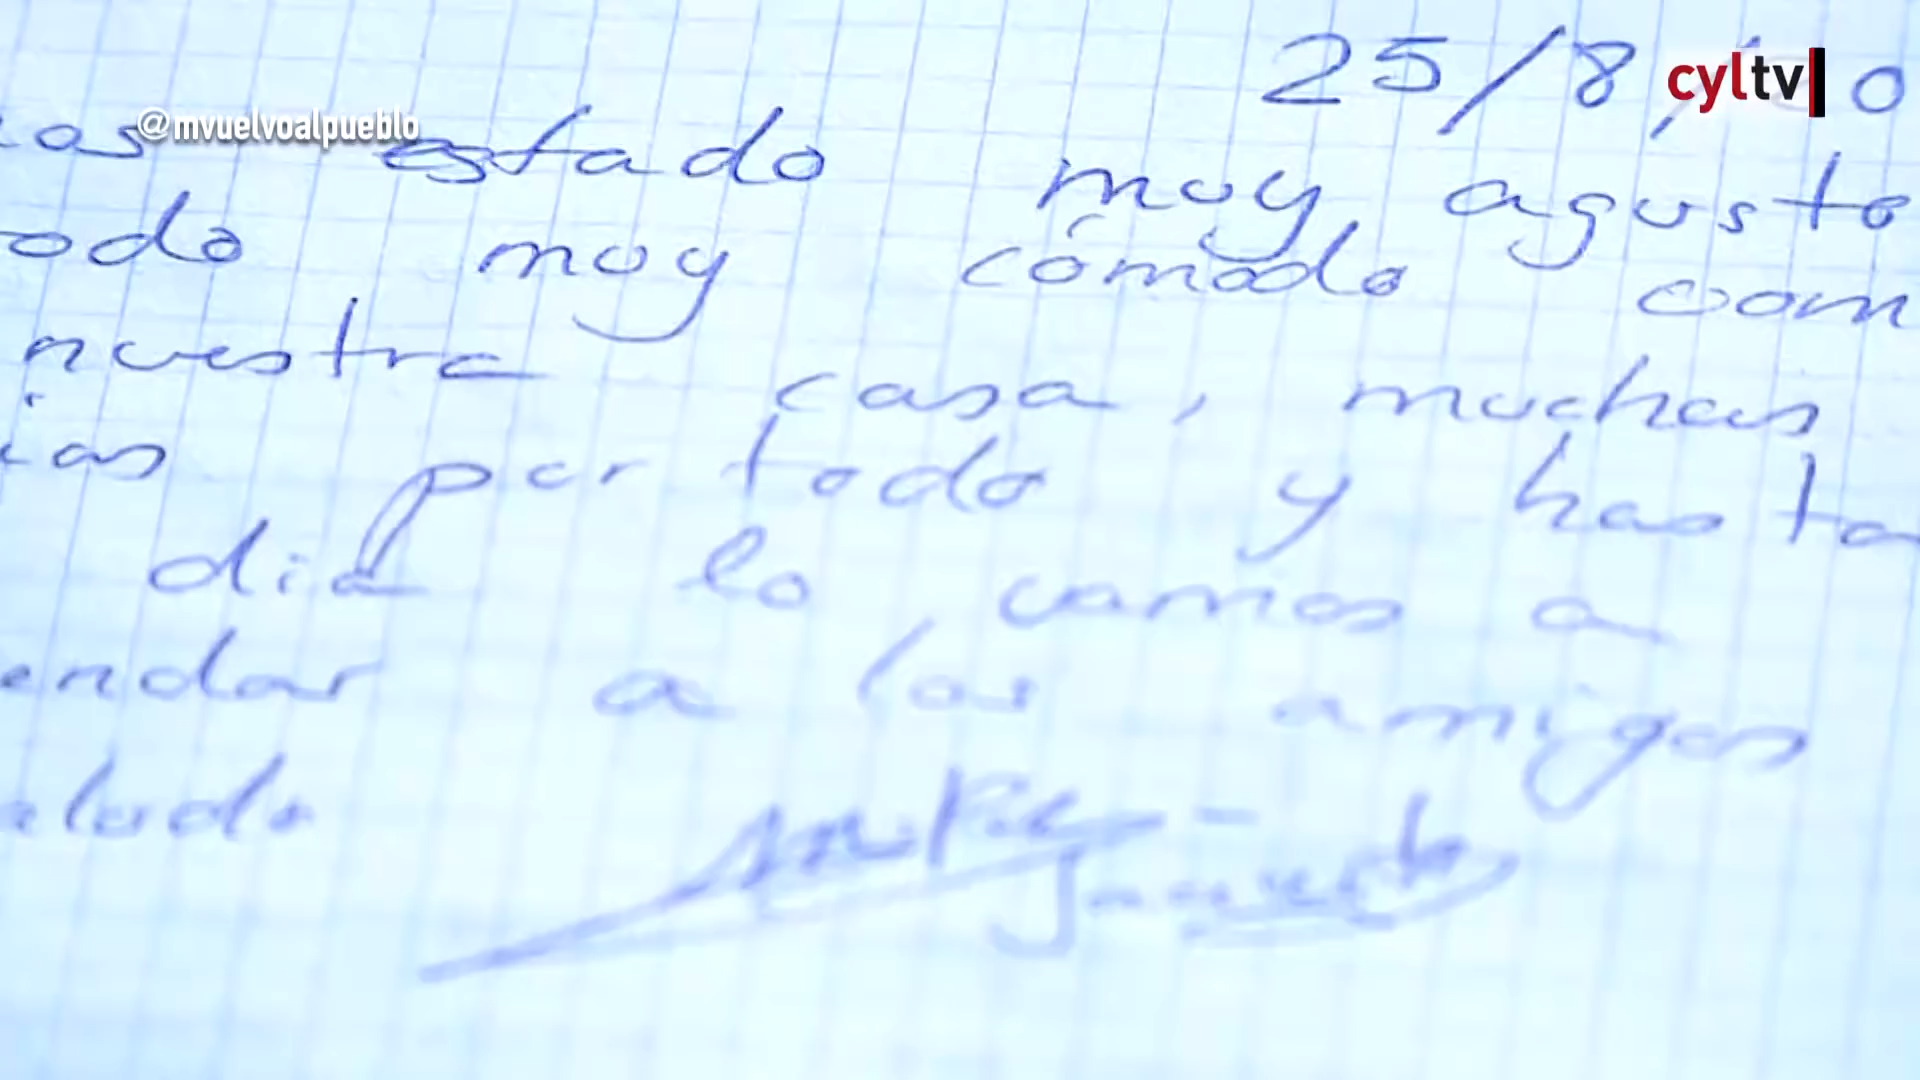 25/8/
cyltv
@mvuelvoalpueblo
estado muy agusto
odo muy cómodo com
nuestra casa, muchas
ias por todo y hasta
dia lo vamos a
endar a los amigos
aludo